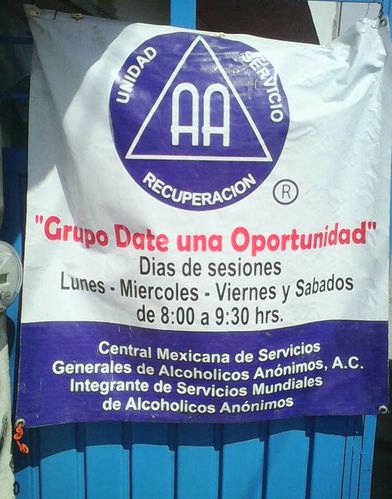 UNIDAD
SERVICIO
AA
RECUPERACION
®
"Grupo Date una Oportunidad"
Dias de sesiones
Lunes - Miercoles - Viernes y Sabados
de 8:00 a 9:30 hrs.
Central Mexicana de Servicios
Generales de Alcoholicos Anónimos, A.C.
Integrante de Servicios Mundiales
de Alcoholicos Anónimos